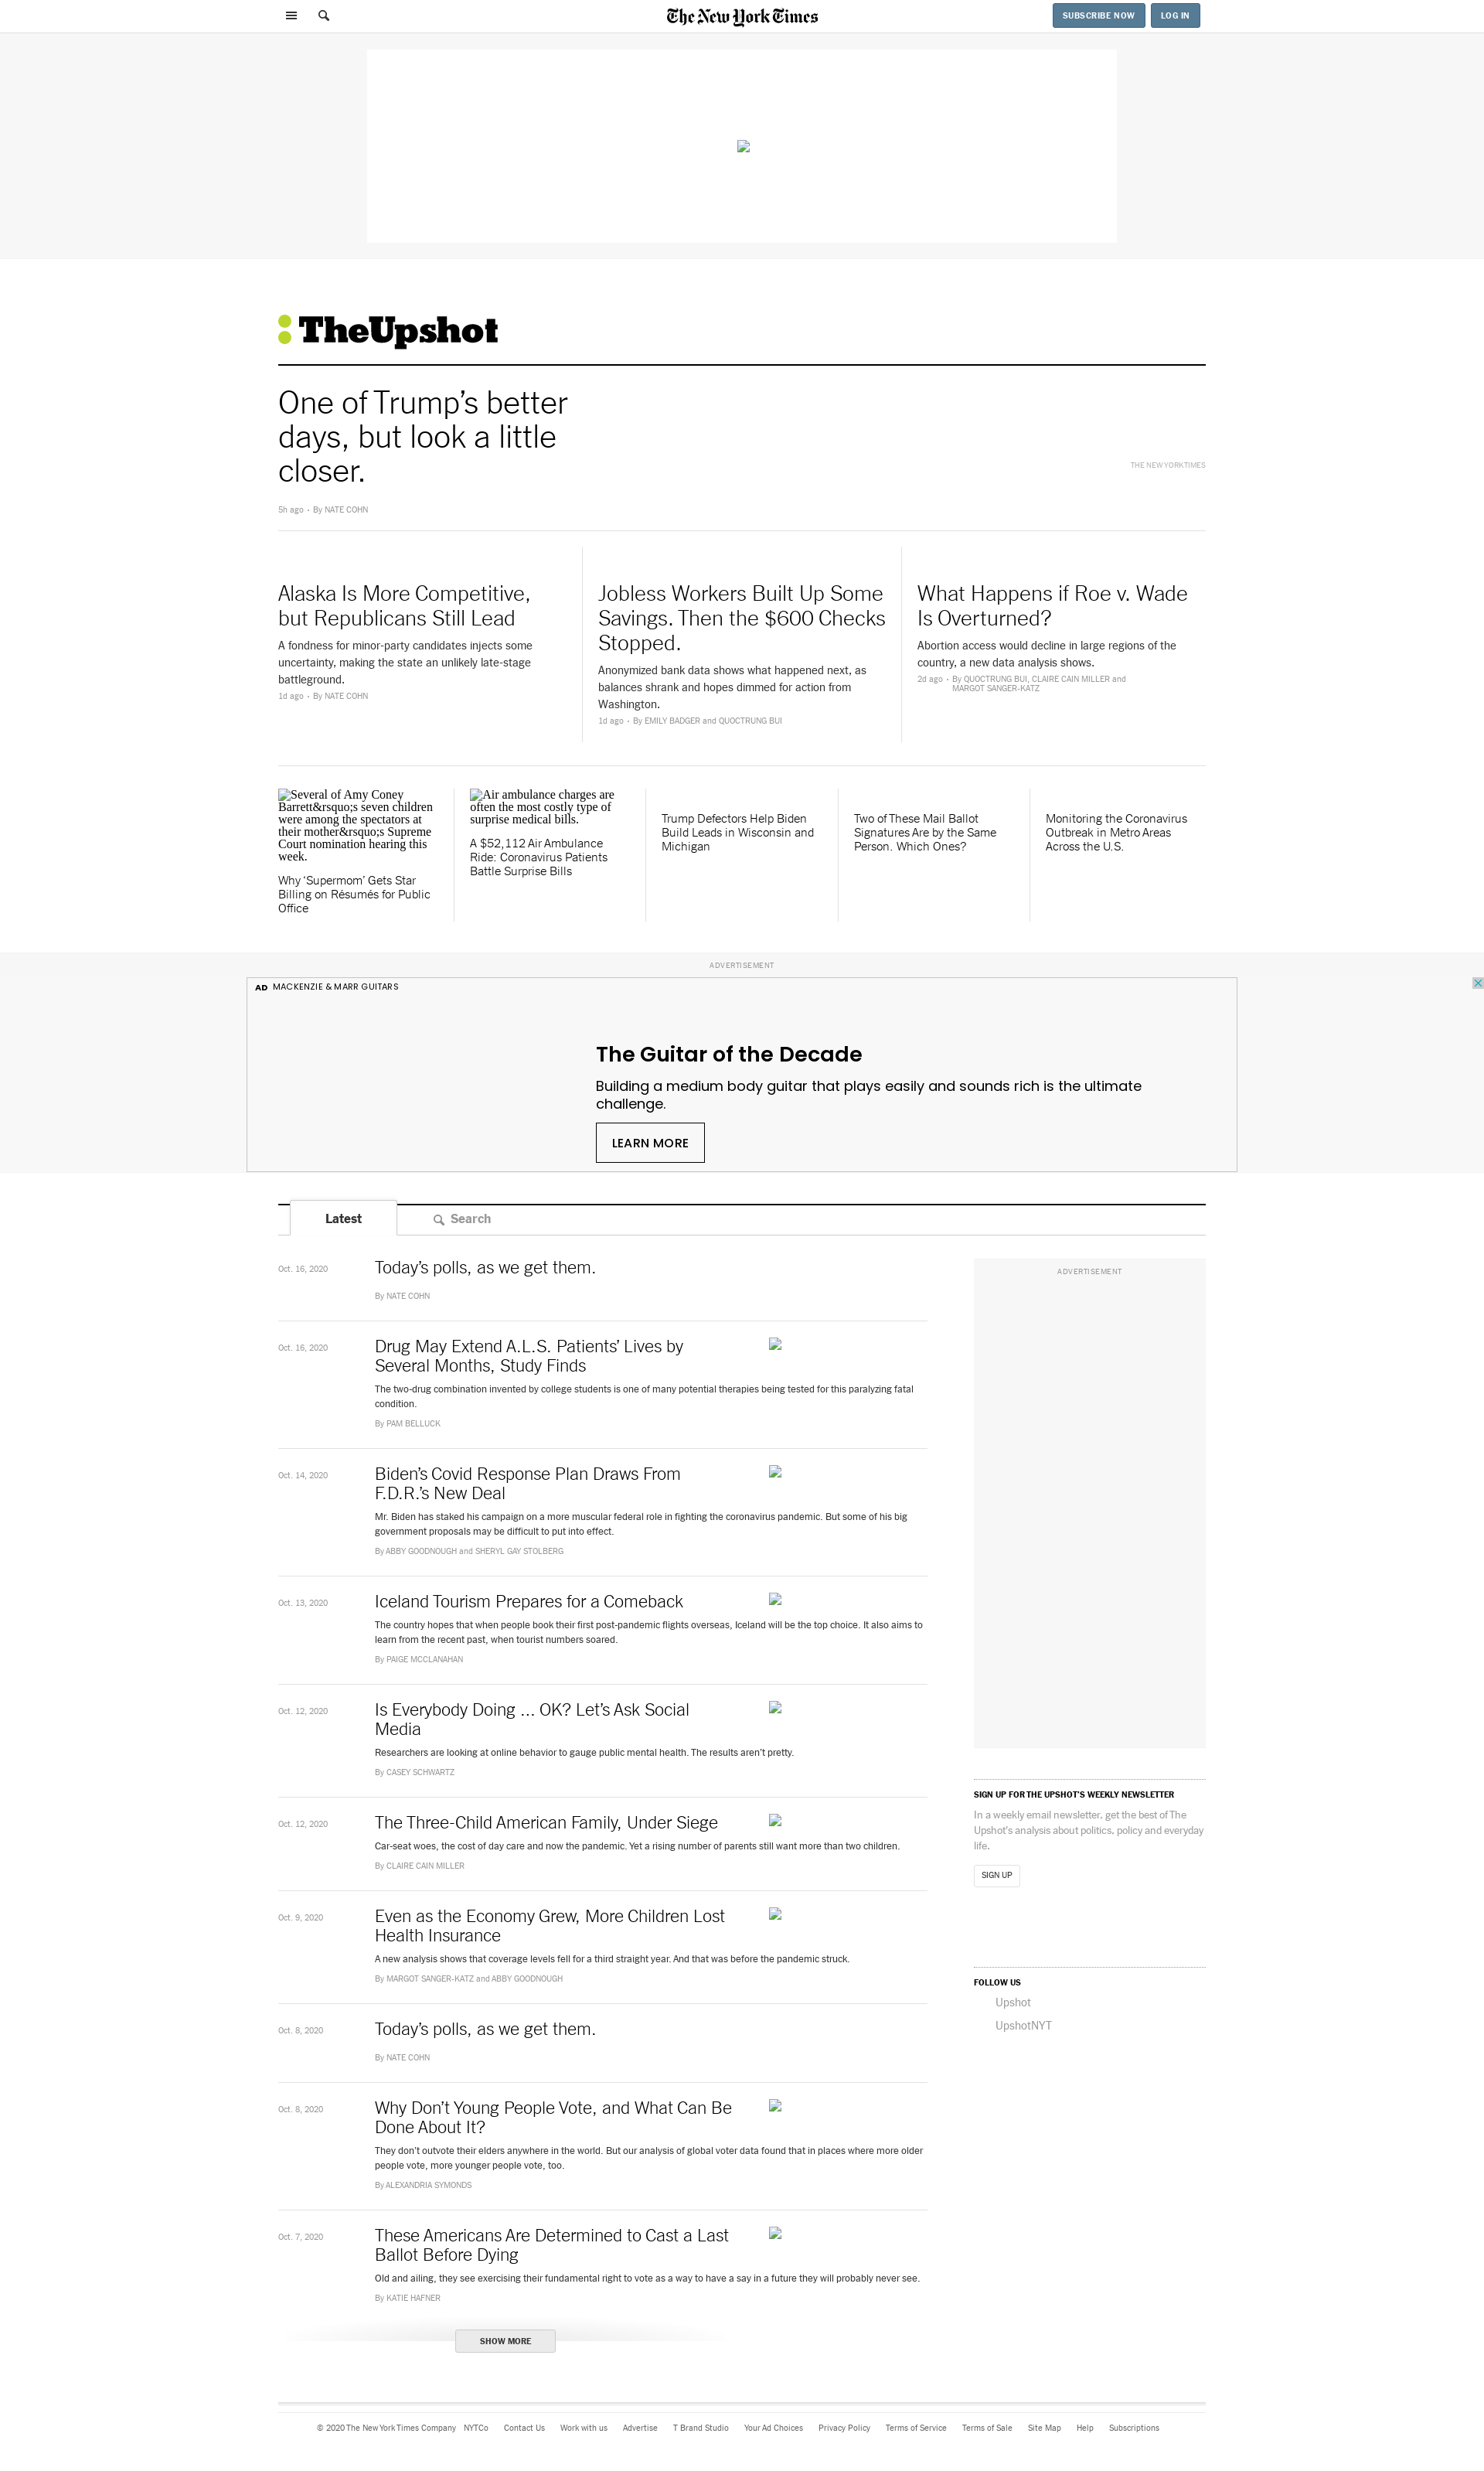 The New York Times
SUBSCRIBE NOW
LOG IN
TheUpshot
One of Trump’s better
days, but look a little
closer.
THE NEW YORK TIMES
5h ago • By NATE COHN
Alaska Is More Competitive,
but Republicans Still Lead
A fondness for minor-party candidates injects some
uncertainty, making the state an unlikely late-stage
battleground.
1d ago • By NATE COHN
Jobless Workers Built Up Some
Savings. Then the $600 Checks
Stopped.
Anonymized bank data shows what happened next, as
balances shrank and hopes dimmed for action from
Washington.
1d ago • By EMILY BADGER and QUOCTRUNG BUI
What Happens if Roe v. Wade
Is Overturned?
Abortion access would decline in large regions of the
country, a new data analysis shows.
2d ago • By QUOCTRUNG BUI, CLAIRE CAIN MILLER and
MARGOT SANGER-KATZ
Several of Amy Coney
Barrett&rsquo;s seven children
were among the spectators at
their mother&rsquo;s Supreme
Court nomination hearing this
week.
Why ‘Supermom’ Gets Star
Billing on Résumés for Public
Office
Air ambulance charges are
often the most costly type of
surprise medical bills.
A $52,112 Air Ambulance
Ride: Coronavirus Patients
Battle Surprise Bills
Trump Defectors Help Biden
Build Leads in Wisconsin and
Michigan
Two of These Mail Ballot
Signatures Are by the Same
Person. Which Ones?
Monitoring the Coronavirus
Outbreak in Metro Areas
Across the U.S.
ADVERTISEMENT
AD MACKENZIE & MARR GUITARS
The Guitar of the Decade
Building a medium body guitar that plays easily and sounds rich is the ultimate
challenge.
LEARN MORE
Latest
Search
Oct. 16, 2020
Today’s polls, as we get them.
By NATE COHN
Oct. 16, 2020
Drug May Extend A.L.S. Patients’ Lives by
Several Months, Study Finds
The two-drug combination invented by college students is one of many potential therapies being tested for this paralyzing fatal
condition.
By PAM BELLUCK
Oct. 14, 2020
Biden’s Covid Response Plan Draws From
F.D.R.’s New Deal
Mr. Biden has staked his campaign on a more muscular federal role in fighting the coronavirus pandemic. But some of his big
government proposals may be difficult to put into effect.
By ABBY GOODNOUGH and SHERYL GAY STOLBERG
Oct. 13, 2020
Iceland Tourism Prepares for a Comeback
The country hopes that when people book their first post-pandemic flights overseas, Iceland will be the top choice. It also aims to
learn from the recent past, when tourist numbers soared.
By PAIGE MCCLANAHAN
Oct. 12, 2020
Is Everybody Doing ... OK? Let’s Ask Social
Media
Researchers are looking at online behavior to gauge public mental health. The results aren’t pretty.
By CASEY SCHWARTZ
Oct. 12, 2020
The Three-Child American Family, Under Siege
Car-seat woes, the cost of day care and now the pandemic. Yet a rising number of parents still want more than two children.
By CLAIRE CAIN MILLER
Oct. 9, 2020
Even as the Economy Grew, More Children Lost
Health Insurance
A new analysis shows that coverage levels fell for a third straight year. And that was before the pandemic struck.
By MARGOT SANGER-KATZ and ABBY GOODNOUGH
Oct. 8, 2020
Today’s polls, as we get them.
By NATE COHN
Oct. 8, 2020
Why Don’t Young People Vote, and What Can Be
Done About It?
They don’t outvote their elders anywhere in the world. But our analysis of global voter data found that in places where more older
people vote, more younger people vote, too.
By ALEXANDRIA SYMONDS
Oct. 7, 2020
These Americans Are Determined to Cast a Last
Ballot Before Dying
Old and ailing, they see exercising their fundamental right to vote as a way to have a say in a future they will probably never see.
By KATIE HAFNER
SHOW MORE
ADVERTISEMENT
SIGN UP FOR THE UPSHOT’S WEEKLY NEWSLETTER
In a weekly email newsletter, get the best of The
Upshot’s analysis about politics, policy and everyday
life.
SIGN UP
FOLLOW US
Upshot
UpshotNYT
© 2020 The New York Times Company NYTCo Contact Us Work with us Advertise T Brand Studio Your Ad Choices Privacy Policy Terms of Service Terms of Sale Site Map Help Subscriptions